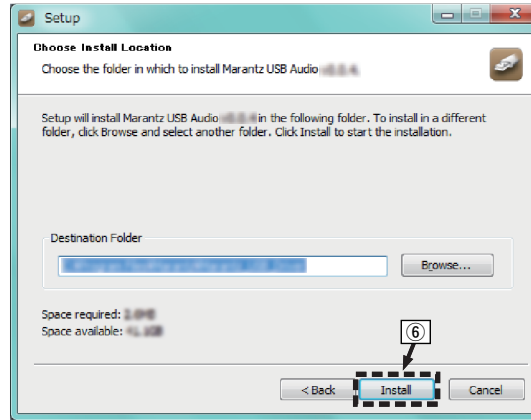 Setup
Choose Install Location
Choose the folder in which to install Marantz USB Audio
Setup will install Marantz USB Audio in the following folder. To install in a different
folder, click Browse and select another folder. Click Install to start the installation.
Destination Folder
Browse...
Space required:
Space available:
⑥
< Back Install Cancel